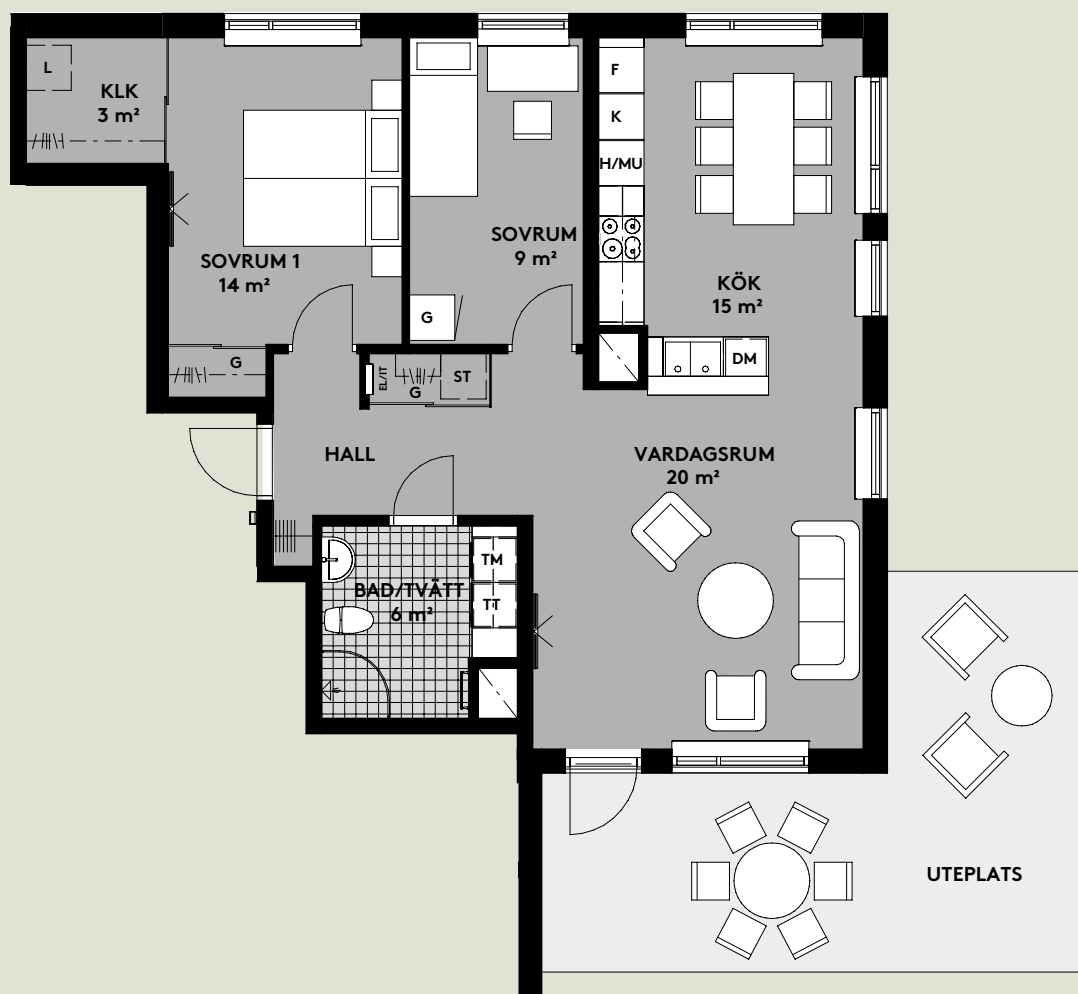 L
KLK
3 m²
F
K
H/MU
SOVRUM 1
14 m²
SOVRUM
9 m²
KÖK
15 m²
G
G
EL/IT
G
ST
DM
HALL
VARDAGSRUM
20 m²
TM
BAD/TVÄTT
6 m²
TT
UTEPLATS